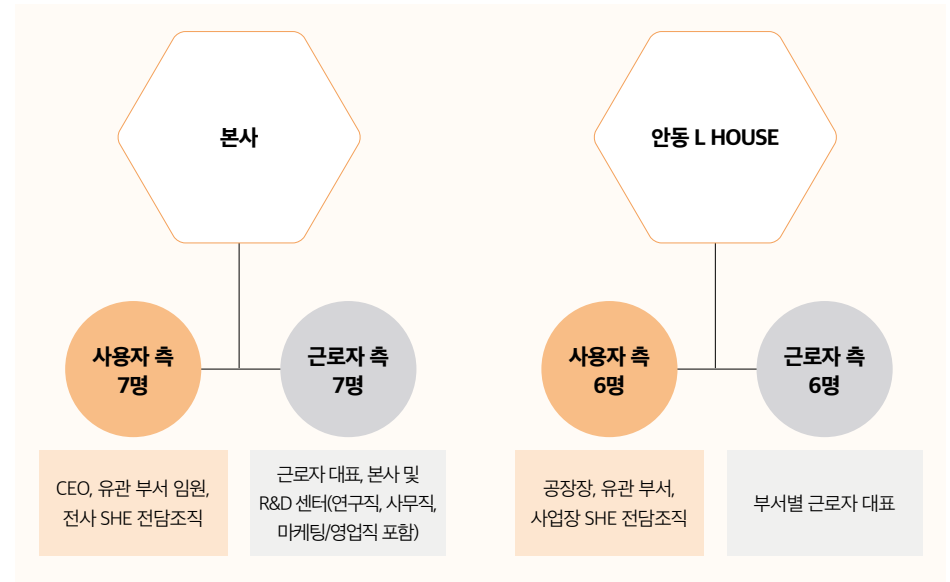 본사
사용자 측
7명
근로자 측
7명
CEO, 유관 부서 임원,
전사 SHE 전담조직
근로자 대표, 본사 및
R&D 센터(연구직, 사무직,
마케팅/영업직 포함)
안동 L HOUSE
사용자 측
6명
근로자 측
6명
공장장, 유관 부서,
사업장 SHE 전담조직
부서별 근로자 대표